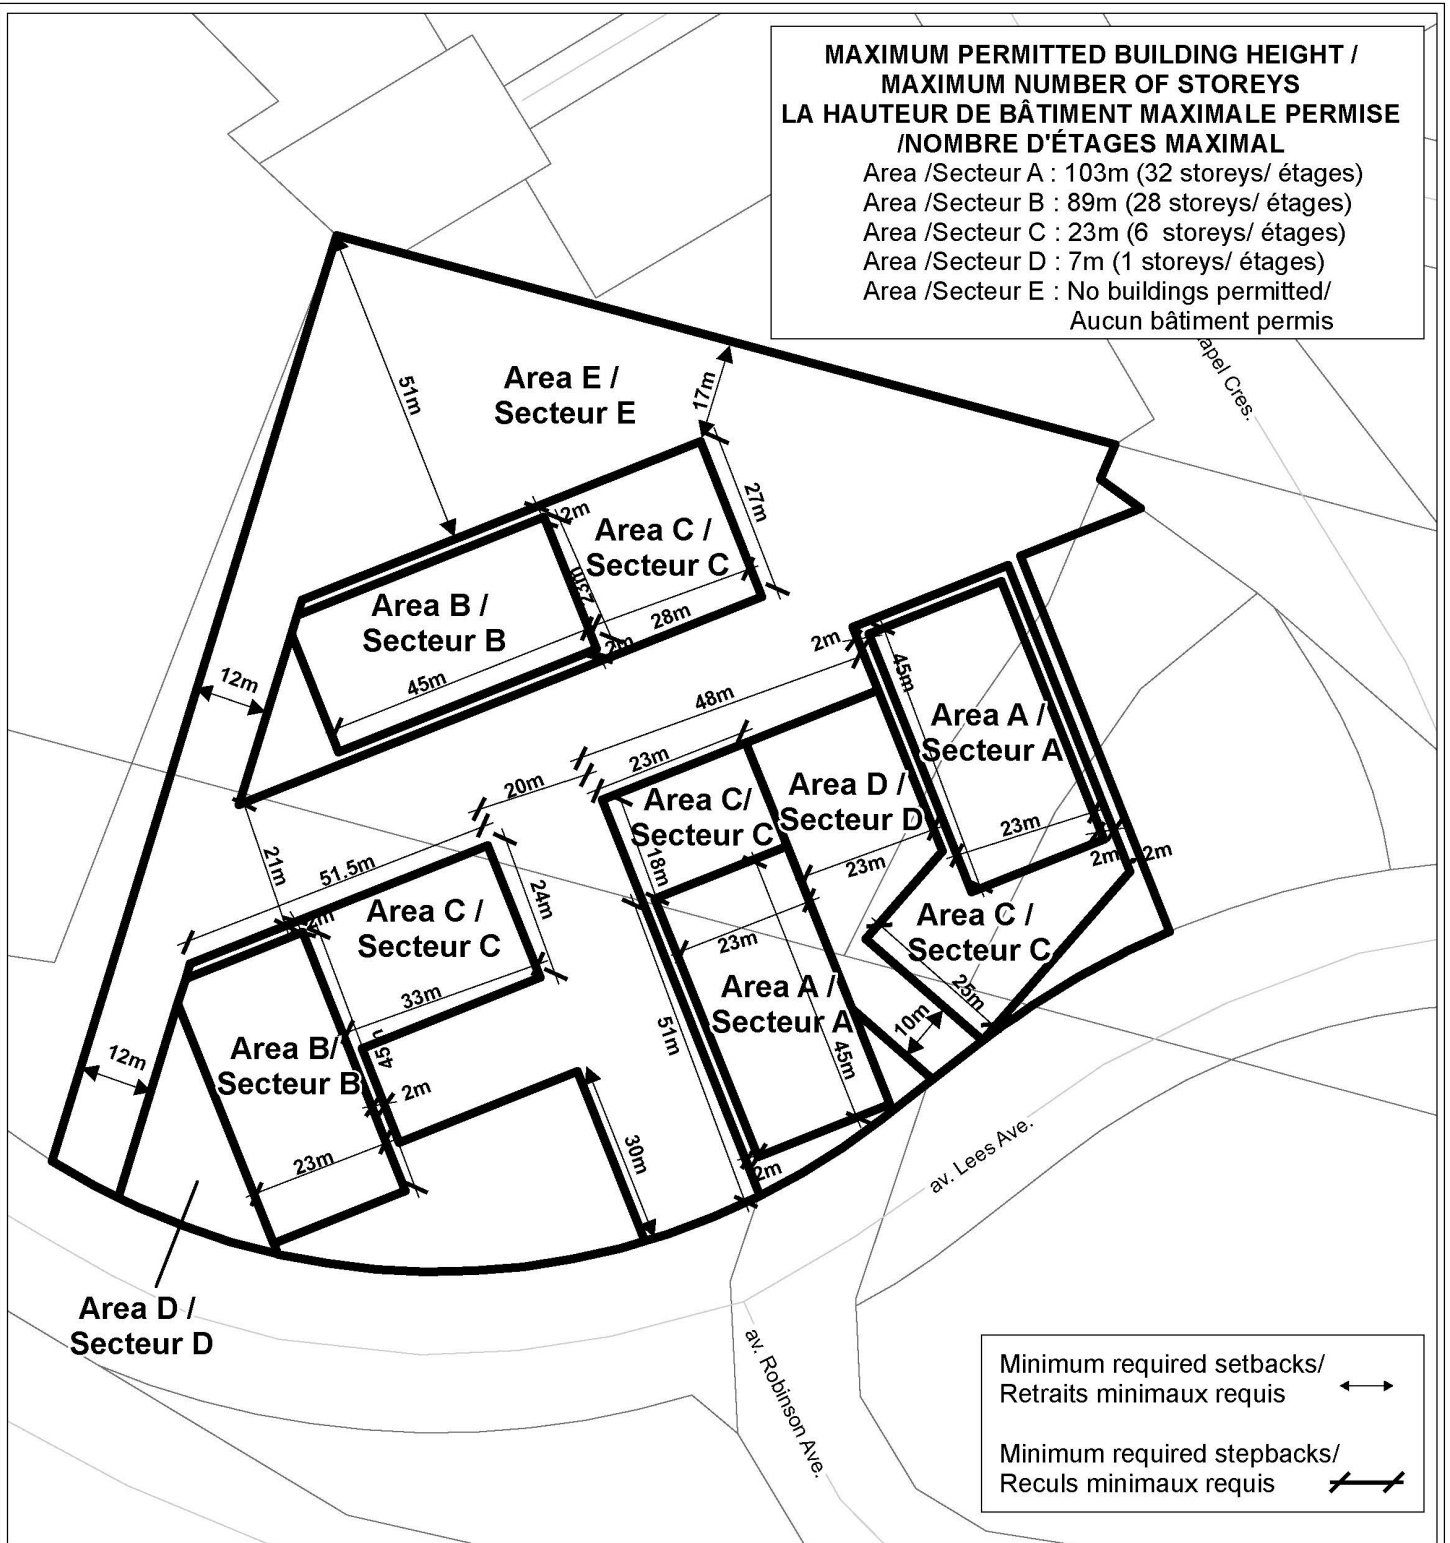 MAXIMUM PERMITTED BUILDING HEIGHT /
MAXIMUM NUMBER OF STOREYS
LA HAUTEUR DE BÂTIMENT MAXIMALE PERMISE
/NOMBRE D'ÉTAGES MAXIMAL
Area /Secteur A : 103m (32 storeys/ étages)
Area /Secteur B : 89m (28 storeys/ étages)
Area /Secteur C : 23m (6 storeys/ étages)
Area /Secteur D : 7m (1 storeys/ étages)
Area /Secteur E : No buildings permitted/
Aucun bâtiment permis
Cres.
51m
Area E /
Secteur E
17m
27m
2m
Area C /
Secteur C
23m
28m
2m
Area B /
Secteur B
45m
12m
48m
2m
45m
Area A /
Secteur A
23m
2m
2m
23m
20m
Area C/
Secteur C
18m
Area D /
Secteur D
23m
21m
51.5m
2m
Area C /
Secteur C
24m
33m
23m
Area A /
Secteur A
45m
51m
2m
Area C /
Secteur C
25m
10m
12m
Area B/
Secteur B
45m
2m
23m
30m
Area D /
Secteur D
av. Lees Ave.
av. Robinson Ave.
Minimum required setbacks/
Retraits minimaux requis
Minimum required stepbacks/
Reculs minimaux requis